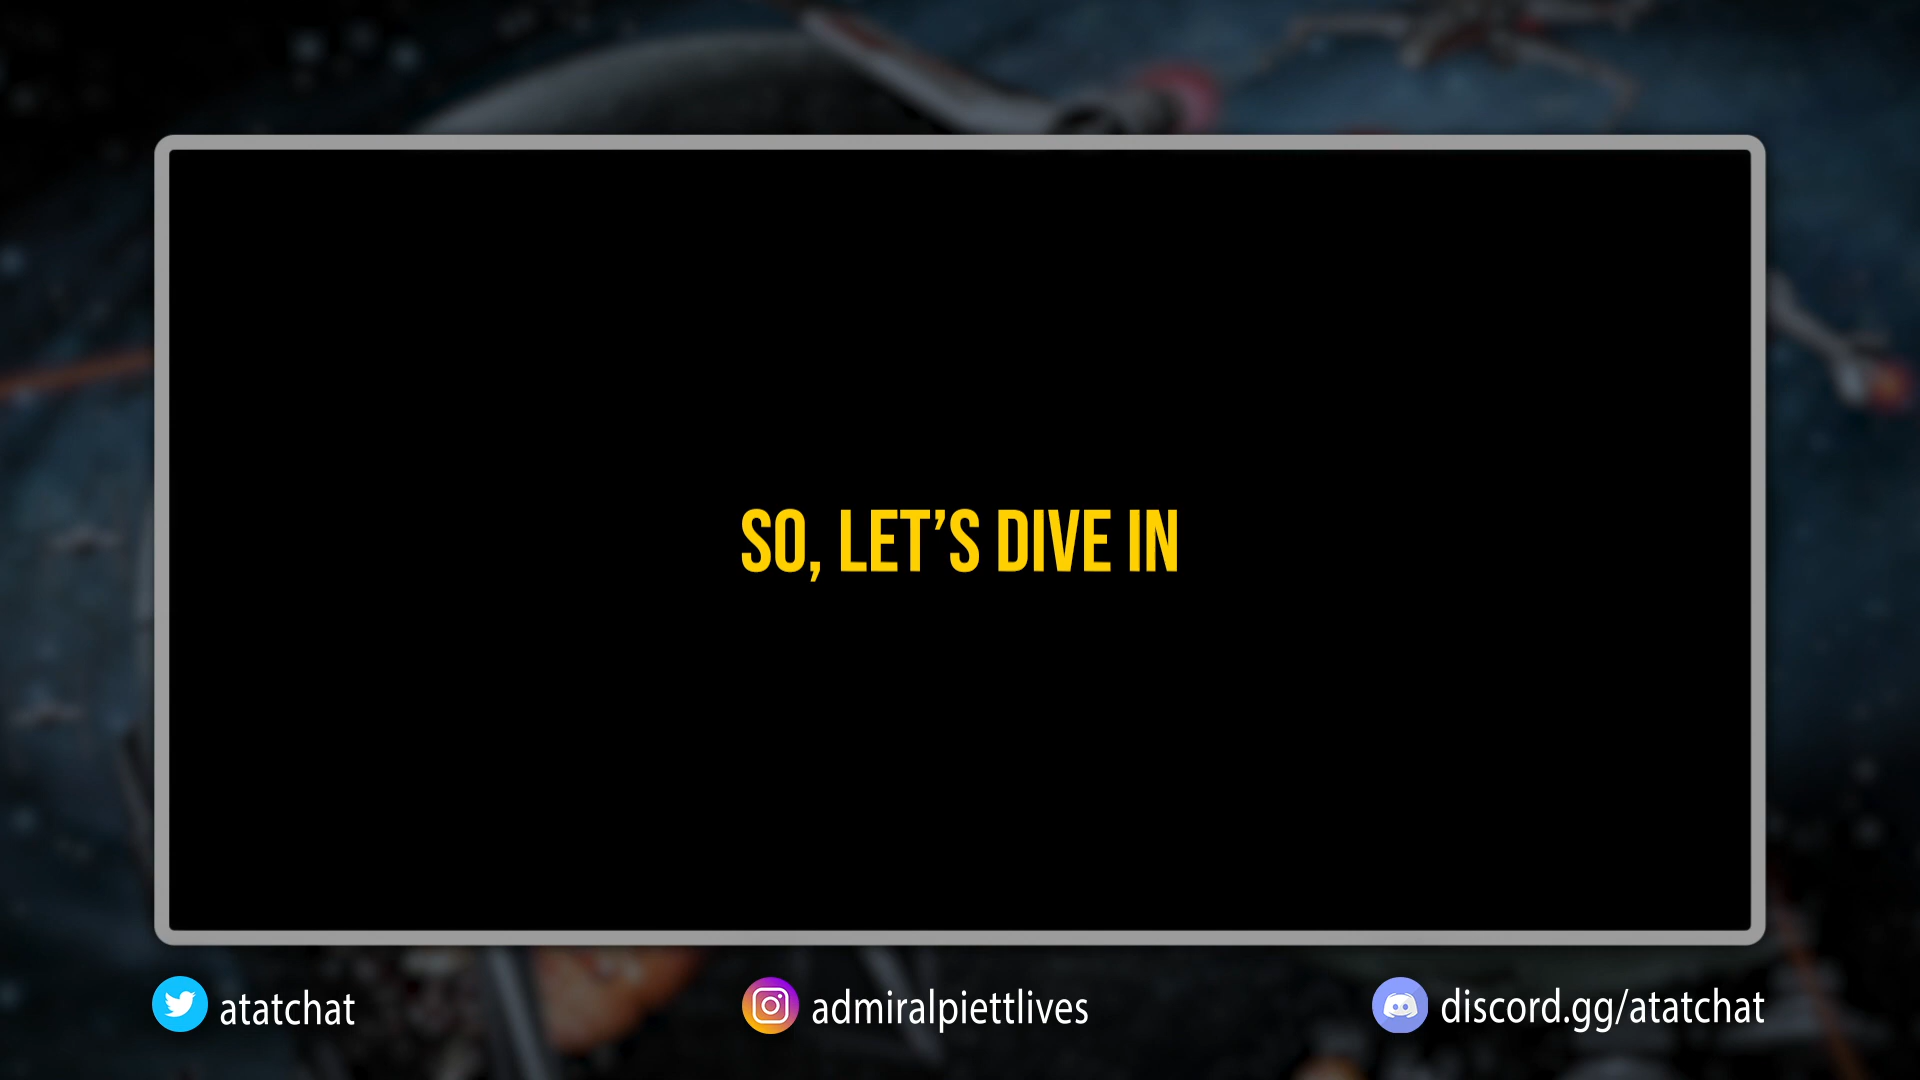 SO, LET’S DIVE IN
atatchat
admiralpiettlives
discord.gg/atatchat